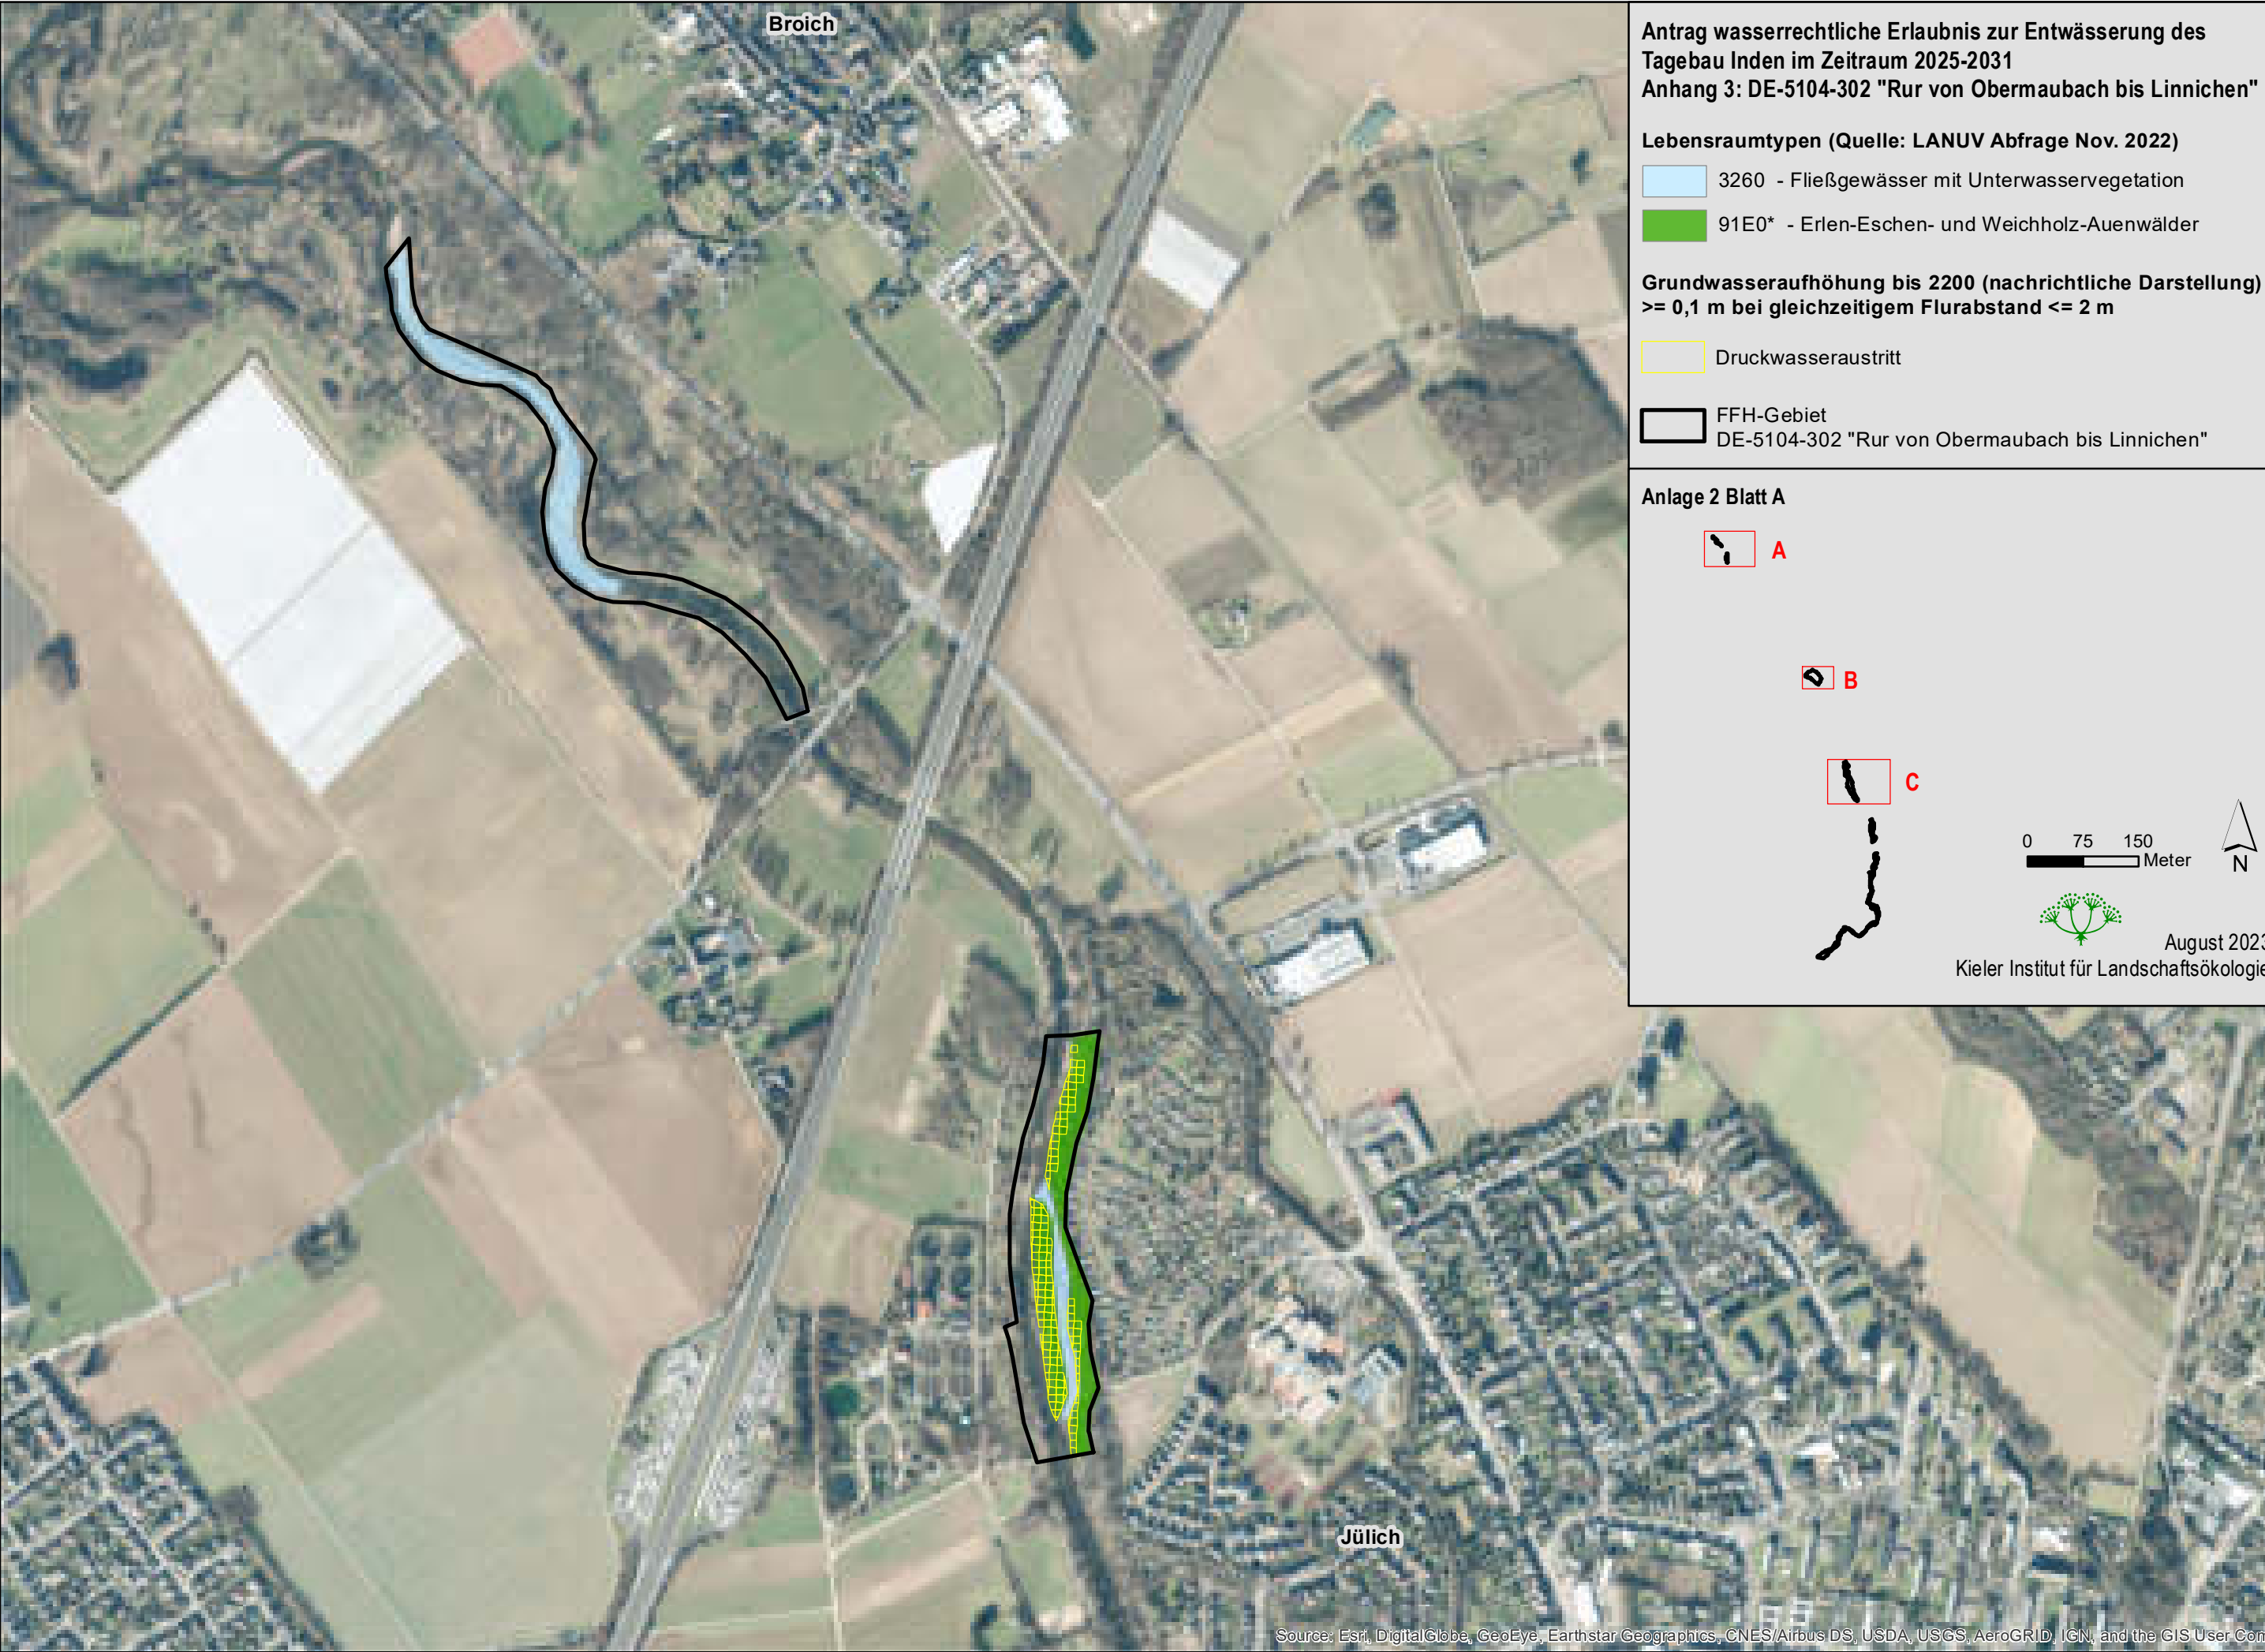 Broich
Jülich
Antrag wasserrechtliche Erlaubnis zur Entwässerung des
Tagebau Inden im Zeitraum 2025-2031
Anhang 3: DE-5104-302 "Rur von Obermaubach bis Linnichen"
Lebensraumtypen (Quelle: LANUV Abfrage Nov. 2022)
3260 - Fließgewässer mit Unterwasservegetation
91E0* - Erlen-Eschen- und Weichholz-Auenwälder
Grundwasseraufhöhung bis 2200 (nachrichtliche Darstellung)
>= 0,1 m bei gleichzeitigem Flurabstand <= 2 m
Druckwasseraustritt
FFH-Gebiet
DE-5104-302 "Rur von Obermaubach bis Linnichen"
Anlage 2 Blatt A
A
B
C
0 75 150
Meter
N
August 2023
Kieler Institut für Landschaftsökologie
Source: Esri, DigitalGlobe, GeoEye, Earthstar Geographics, CNES/Airbus DS, USDA, USGS, AeroGRID, IGN, and the GIS User